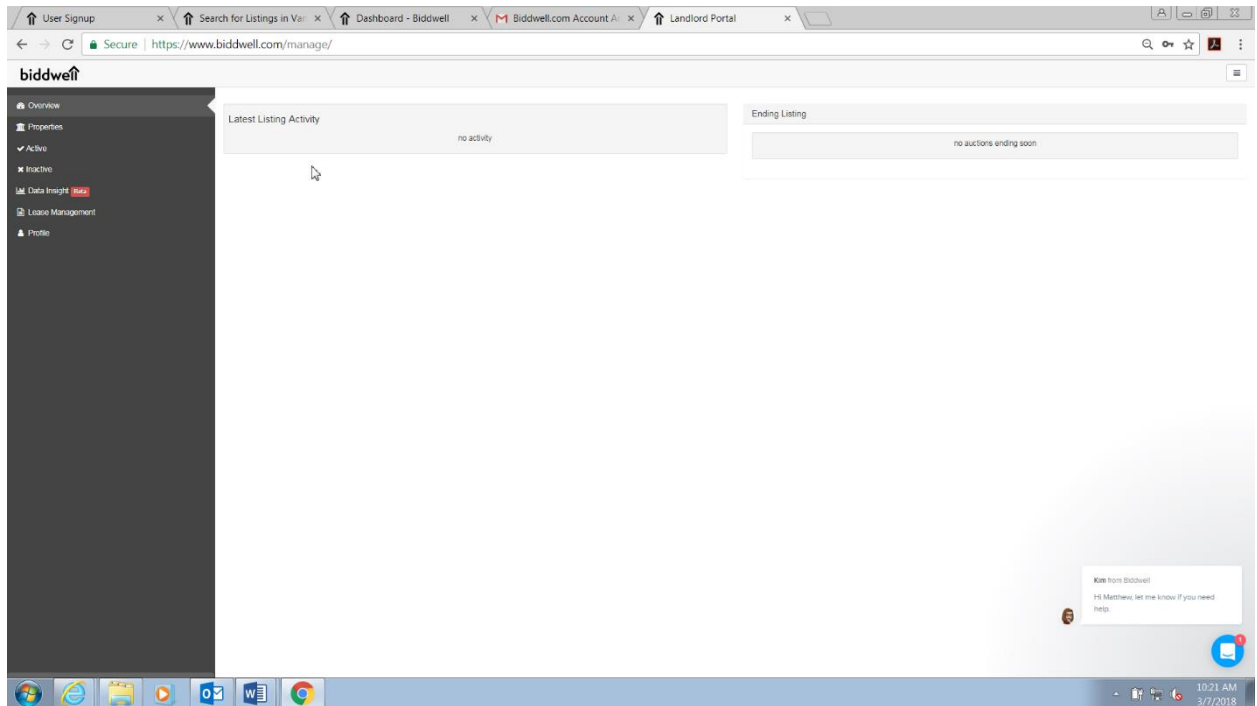 User Signup
Search for Listings in Var
Dashboard - Biddwell
Biddwell.com Account A
Landlord Portal
Secure | https://www.biddwell.com/manage/
biddwell
Overview
Properties
Active
Inactive
Data Insight Beta
Lease Management
Profile
Latest Listing Activity
no activity
Ending Listing
no auctions ending soon
Kim from Biddwell
Hi Matthew, let me know if you need
help.
1
10:21 AM
3/7/2018